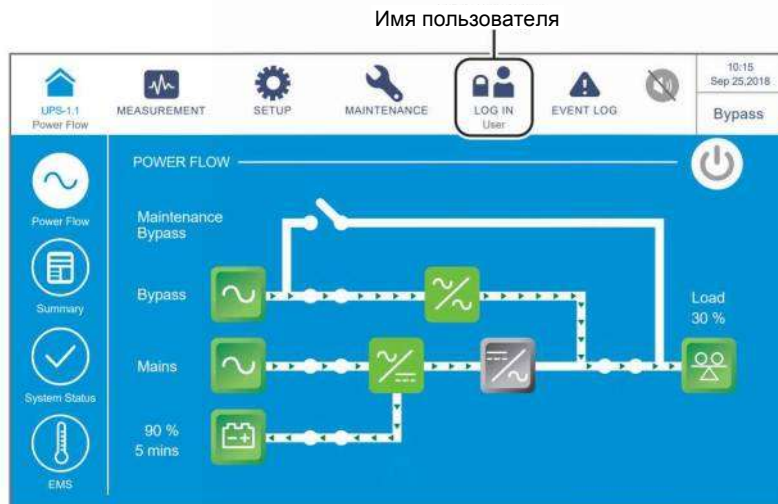 Имя пользователя
10:15
Sep 25,2018
UPS-1.1
Power Flow
MEASUREMENT
SETUP
MAINTENANCE
LOG IN
User
EVENT LOG
Bypass
POWER FLOW
Power Flow
Maintenance
Bypass
Summary
Bypass
Load
30 %
Mains
System Status
90 %
5 mins
EMS